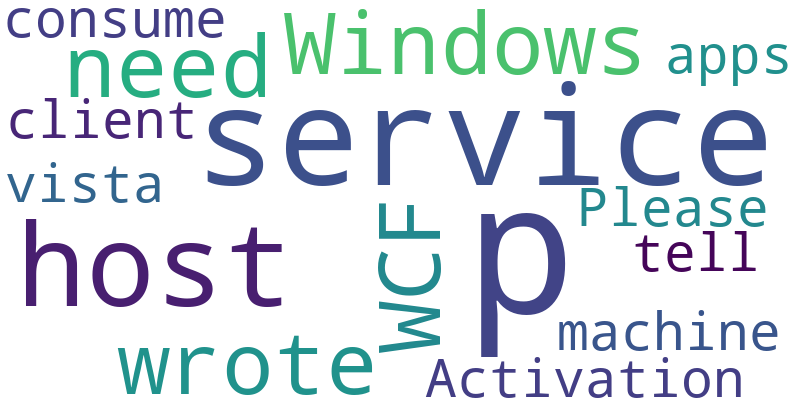 consume
need
Windows
apps
client
service
vista
Please
host
WCF
p
tell
wrote
machine
Activation